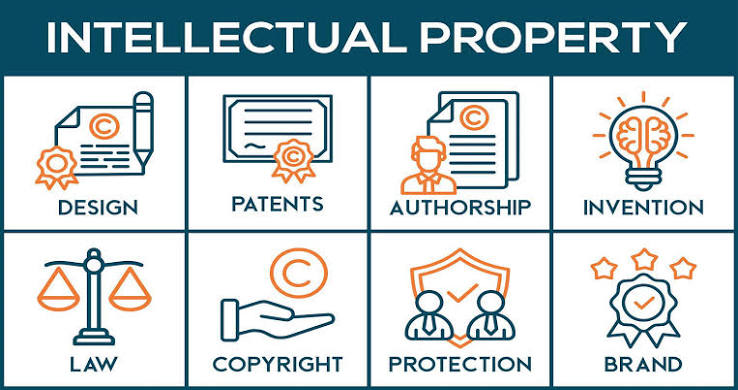 INTELLECTUAL PROPERTY
DESIGN
PATENTS
AUTHORSHIP
INVENTION
LAW
COPYRIGHT
PROTECTION
BRAND